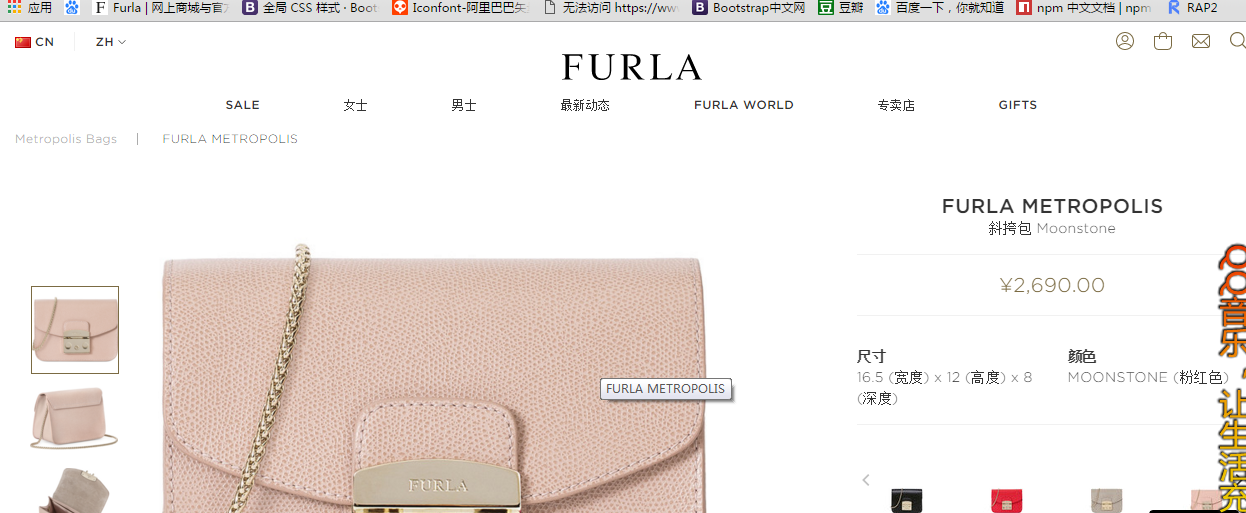 应用
Furla | 网上商城与官方
全局 CSS 样式 · Boots
Iconfont-阿里巴巴矢
无法访问 https://www
Bootstrap中文网
豆瓣
百度一下，你就知道
npm 中文文档 | npm
RAP2
CN
ZH
FURLA
SALE
女士
男士
最新动态
FURLA WORLD
专卖店
GIFTS
Metropolis Bags | FURLA METROPOLIS
FURLA METROPOLIS
斜挎包 Moonstone
¥2,690.00
尺寸
16.5 (宽度) x 12 (高度) x 8
(深度)
颜色
MOONSTONE (粉红色)
FURLA METROPOLIS
FURLA
QQ音乐，让生活充